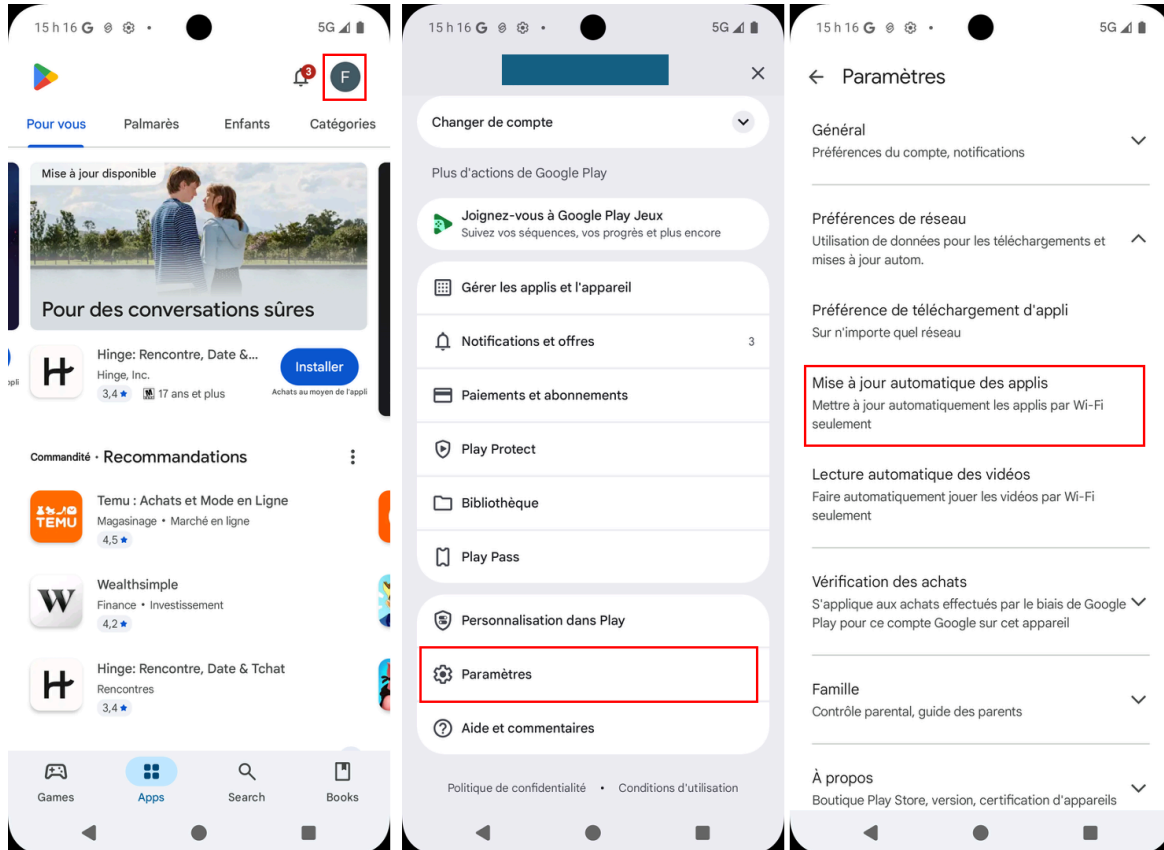 15 h 16 G
5G
3
F
Pour vous
Palmarès
Enfants
Catégories
Mise à jour disponible
Pour des conversations sûres
Hinge: Rencontre, Date &...
Hinge, Inc.
3,4 ★ 17 ans et plus
Installer
Achats au moyen de l'appli
ppli
Commandité • Recommandations
TEMU
Temu : Achats et Mode en Ligne
Magasinage • Marché en ligne
4,5 ★
W
Wealthsimple
Finance • Investissement
4,2 ★
H
Hinge: Rencontre, Date & Tchat
Rencontres
3,4 ★
Games
Apps
Search
Books
15 h 16 G
5G
Changer de compte
Plus d'actions de Google Play
Joignez-vous à Google Play Jeux
Suivez vos séquences, vos progrès et plus encore
Gérer les applis et l'appareil
Notifications et offres
3
Paiements et abonnements
Play Protect
Bibliothèque
Play Pass
Personnalisation dans Play
Paramètres
Aide et commentaires
Politique de confidentialité • Conditions d'utilisation
15 h 16 G
5G
Paramètres
Général
Préférences du compte, notifications
Préférences de réseau
Utilisation de données pour les téléchargements et
mises à jour autom.
Préférence de téléchargement d'appli
Sur n'importe quel réseau
Mise à jour automatique des applis
Mettre à jour automatiquement les applis par Wi-Fi
seulement
Lecture automatique des vidéos
Faire automatiquement jouer les vidéos par Wi-Fi
seulement
Vérification des achats
S'applique aux achats effectués par le biais de Google
Play pour ce compte Google sur cet appareil
Famille
Contrôle parental, guide des parents
À propos
Boutique Play Store, version, certification d'appareils